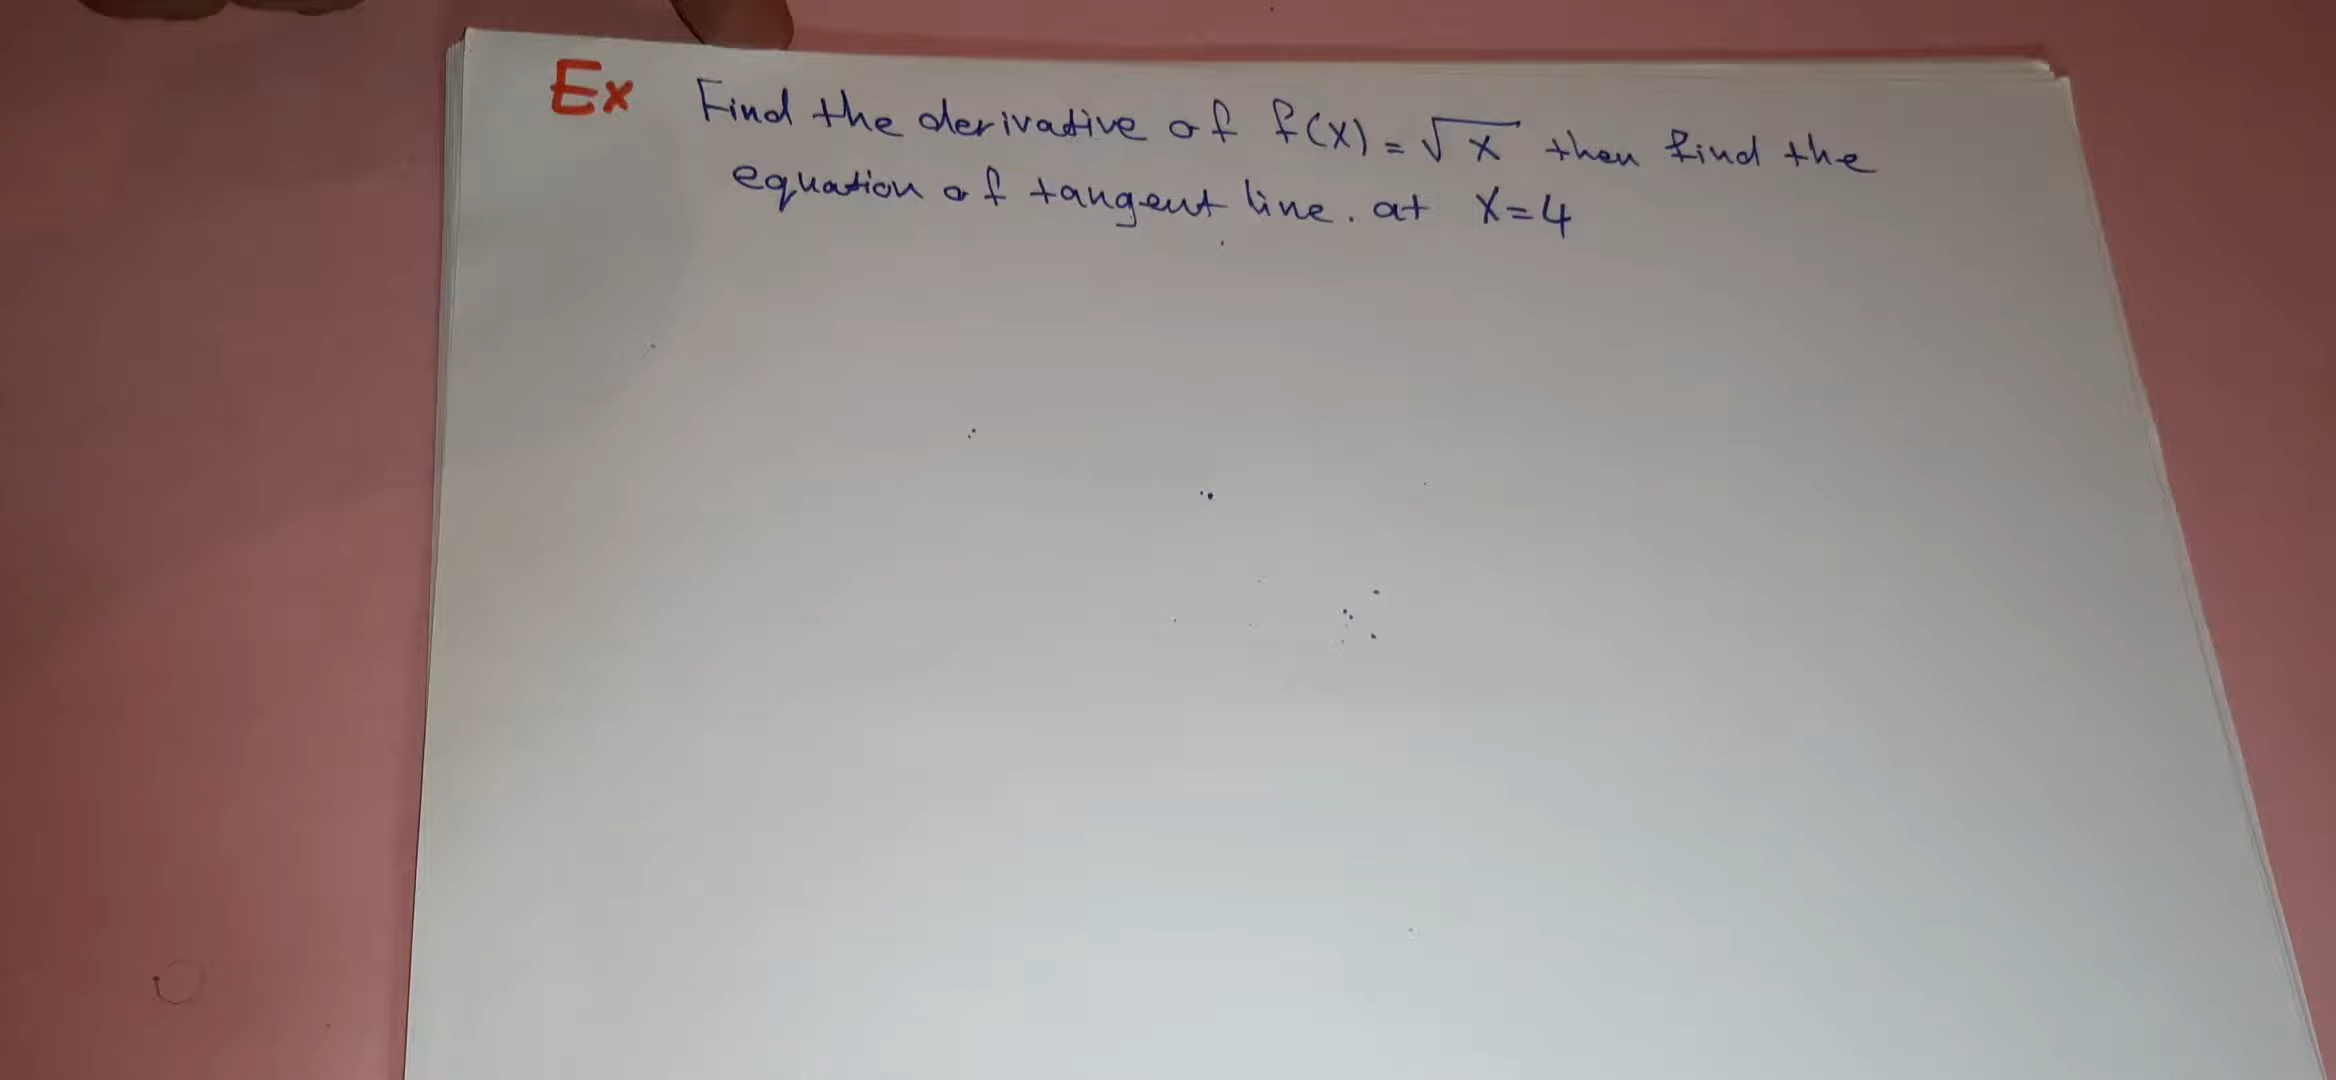 Ex Find the derivative of f(x) = √x then find the
equation of tangent line. at x=4